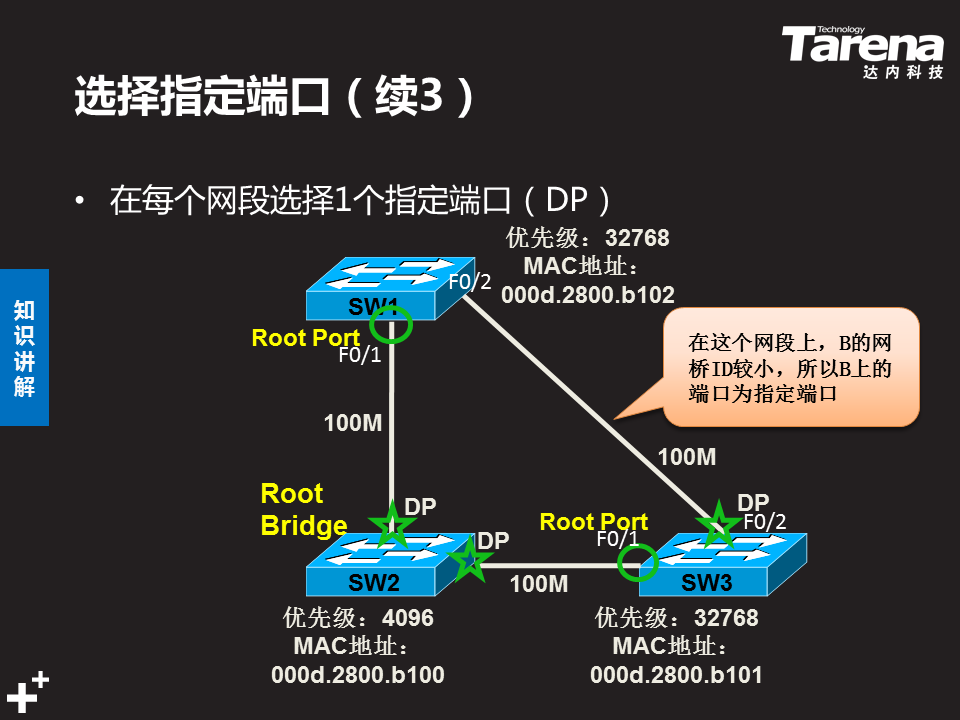 Technology
Tarena
达内科技
选择指定端口（续3）
• 在每个网段选择1个指定端口（DP）
知
识
讲
解
优先级：32768
MAC地址：
000d.2800.b102
F0/2
SW1
Root Port
F0/1
在这个网段上，B的网
桥ID较小，所以B上的
端口为指定端口
100M
100M
Root
Bridge
DP
DP
Root Port
F0/1
DP
F0/2
SW2
100M
SW3
优先级：4096
MAC地址：
000d.2800.b100
优先级：32768
MAC地址：
000d.2800.b101